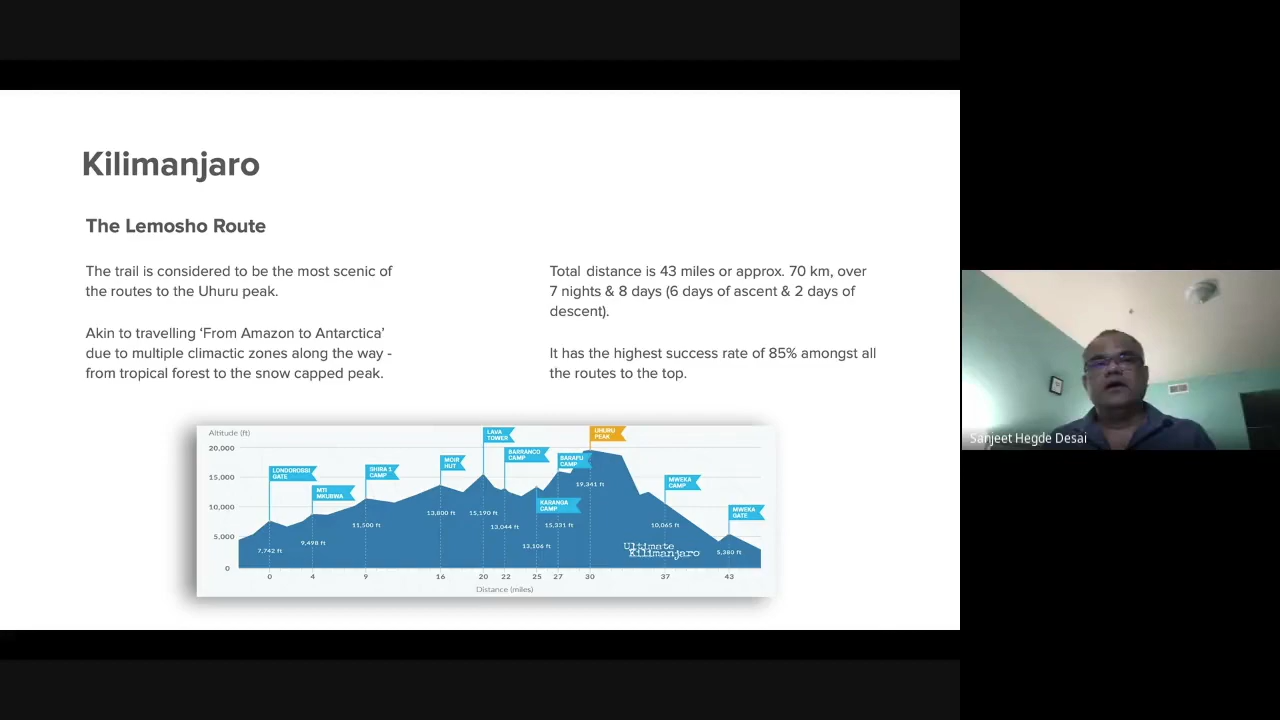 Kilimanjaro
The Lemosho Route
The trail is considered to be the most scenic of
the routes to the Uhuru peak.
Akin to travelling ‘From Amazon to Antarctica’
due to multiple climactic zones along the way -
from tropical forest to the snow capped peak.
Total distance is 43 miles or approx. 70 km, over
7 nights & 8 days (6 days of ascent & 2 days of
descent).
It has the highest success rate of 85% amongst all
the routes to the top.
Altitude (ft)
20,000
15,000
10,000
5,000
0
LONDOROSSI
GATE
7,742 ft
MTI
MKUBWA
9,498 ft
SHIRA 1
CAMP
11,500 ft
MOIR
HUT
13,800 ft
LAVA
TOWER
15,190 ft
BARRANCO
CAMP
13,044 ft
KARANGA
CAMP
13,106 ft
BARAFU
CAMP
15,331 ft
UHURU
PEAK
19,341 ft
MWEKA
CAMP
10,065 ft
MWEKA
GATE
5,380 ft
Ultimate
Kilimanjaro
0 4 9 16 20 22 25 27 30 37 43
Distance (miles)
Sanjeet Hegde Desai